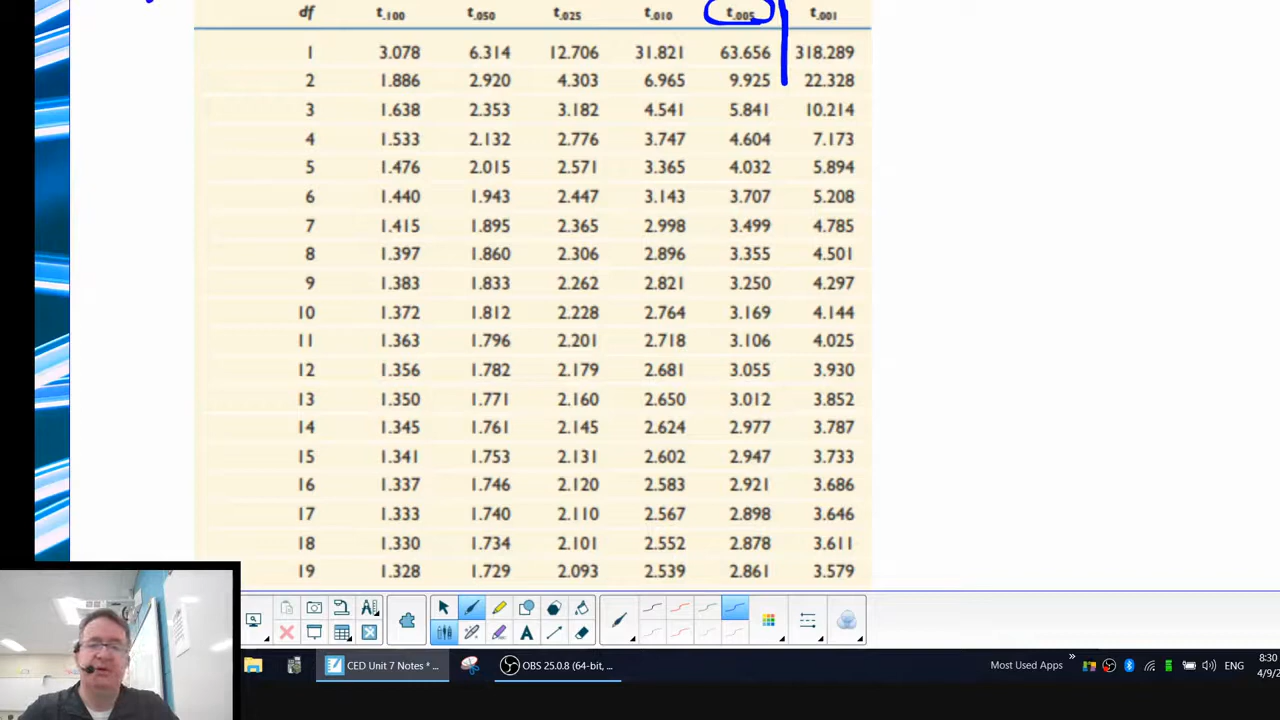 df t.100 t.050 t.025 t.010 t.005 t.001
1 3.078 6.314 12.706 31.821 63.656 318.289
2 1.886 2.920 4.303 6.965 9.925 22.328
3 1.638 2.353 3.182 4.541 5.841 10.214
4 1.533 2.132 2.776 3.747 4.604 7.173
5 1.476 2.015 2.571 3.365 4.032 5.894
6 1.440 1.943 2.447 3.143 3.707 5.208
7 1.415 1.895 2.365 2.998 3.499 4.785
8 1.397 1.860 2.306 2.896 3.355 4.501
9 1.383 1.833 2.262 2.821 3.250 4.297
10 1.372 1.812 2.228 2.764 3.169 4.144
11 1.363 1.796 2.201 2.718 3.106 4.025
12 1.356 1.782 2.179 2.681 3.055 3.930
13 1.350 1.771 2.160 2.650 3.012 3.852
14 1.345 1.761 2.145 2.624 2.977 3.787
15 1.341 1.753 2.131 2.602 2.947 3.733
16 1.337 1.746 2.120 2.583 2.921 3.686
17 1.333 1.740 2.110 2.567 2.898 3.646
18 1.330 1.734 2.101 2.552 2.878 3.611
19 1.328 1.729 2.093 2.539 2.861 3.579
CED Unit 7 Notes * ... OBS 25.0.8 (64-bit, ... Most Used Apps » ENG 8:30
4/9/2